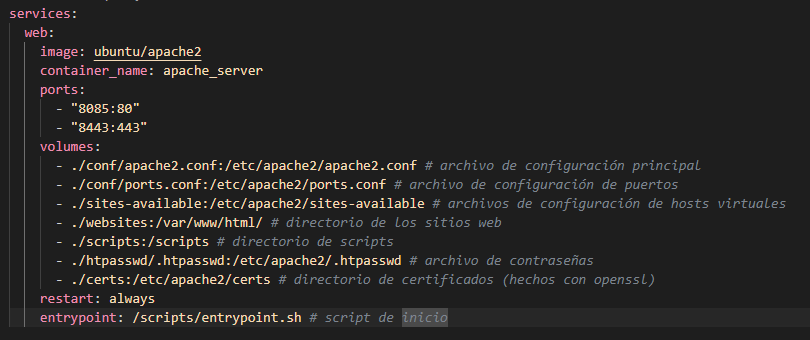 services:
web:
image: ubuntu/apache2
container_name: apache_server
ports:
- "8085:80"
- "8443:443"
volumes:
- ./conf/apache2.conf:/etc/apache2/apache2.conf # archivo de configuración principal
- ./conf/ports.conf:/etc/apache2/ports.conf # archivo de configuración de puertos
- ./sites-available:/etc/apache2/sites-available # archivos de configuración de hosts virtuales
- ./websites:/var/www/html/ # directorio de los sitios web
- ./scripts:/scripts # directorio de scripts
- ./htpasswd/.htpasswd:/etc/apache2/.htpasswd # archivo de contraseñas
- ./certs:/etc/apache2/certs # directorio de certificados (hechos con openssl)
restart: always
entrypoint: /scripts/entrypoint.sh # script de inicio